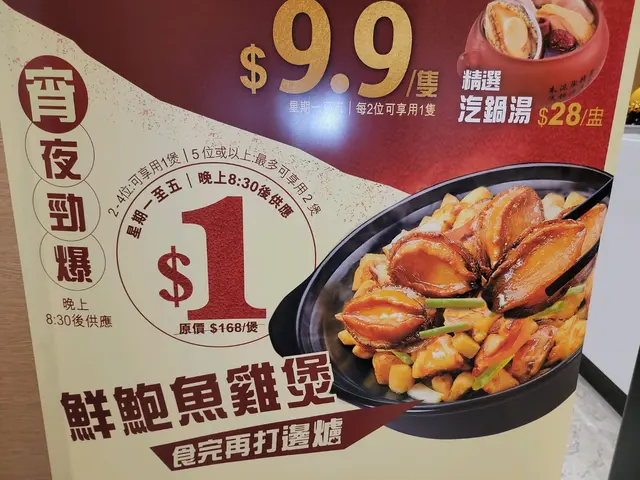 $9.9/隻
星期一至五 | 每2位可享用1隻
精選
汽鍋湯 $28/盅
宵夜勁爆
晚上
8:30後供應
2-4位:可享用1煲 | 5位或以上:最多可享用2煲
星期一至五 | 晚上8:30後供應
$1
原價 $168/煲
鮮鮑魚雞煲
食完再打邊爐